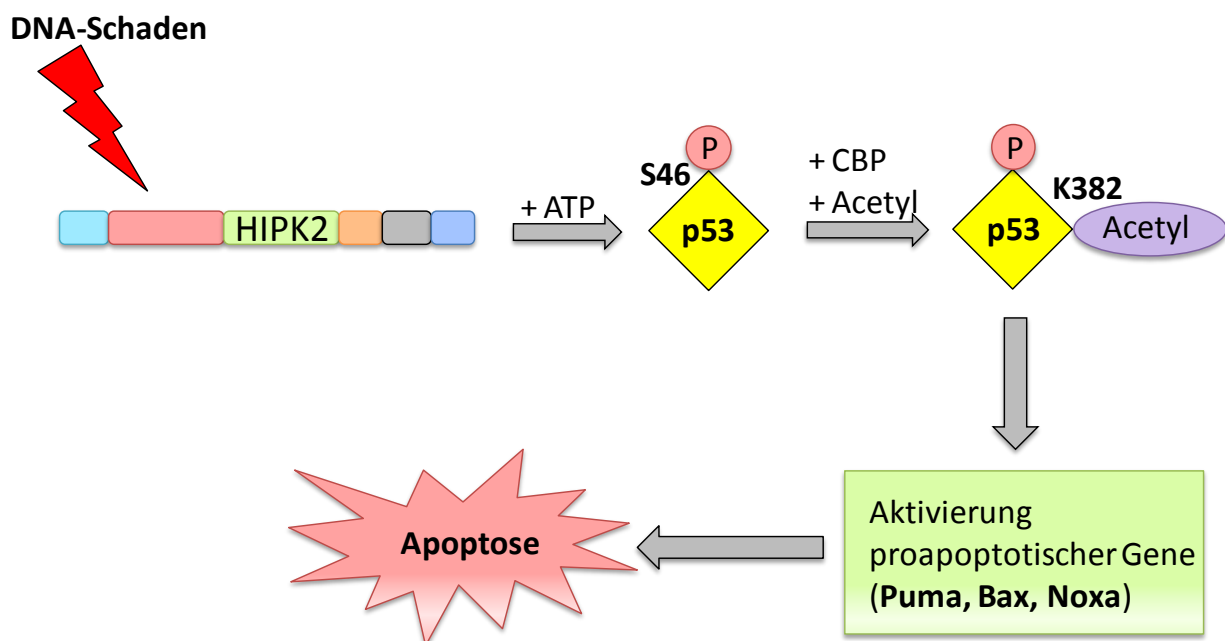 DNA-Schaden
HIPK2
+ ATP
S46
P
p53
+ CBP
+ Acetyl
P
K382
p53
Acetyl
Aktivierung
proapoptotischer Gene
(Puma, Bax, Noxa)
Apoptose